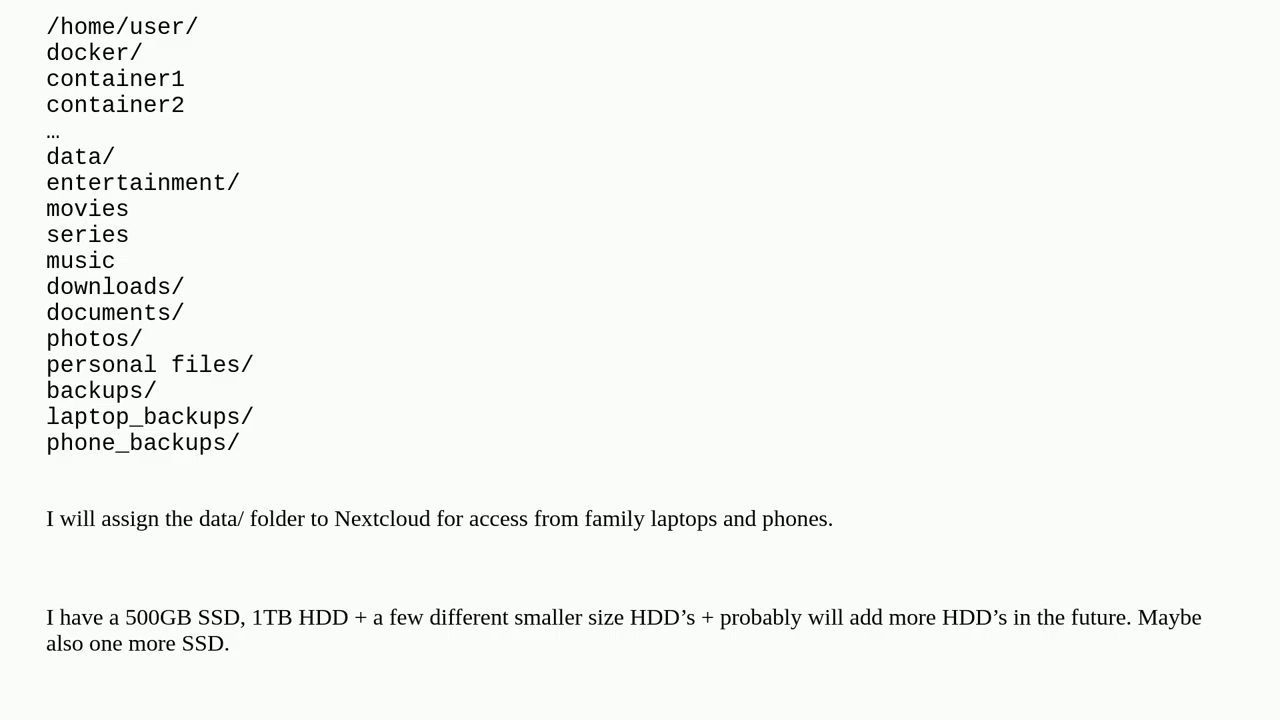 /home/user/
docker/
container1
container2
…
data/
entertainment/
movies
series
music
downloads/
documents/
photos/
personal files/
backups/
laptop_backups/
phone_backups/
I will assign the data/ folder to Nextcloud for access from family laptops and phones.
I have a 500GB SSD, 1TB HDD + a few different smaller size HDD’s + probably will add more HDD’s in the future. Maybe
also one more SSD.